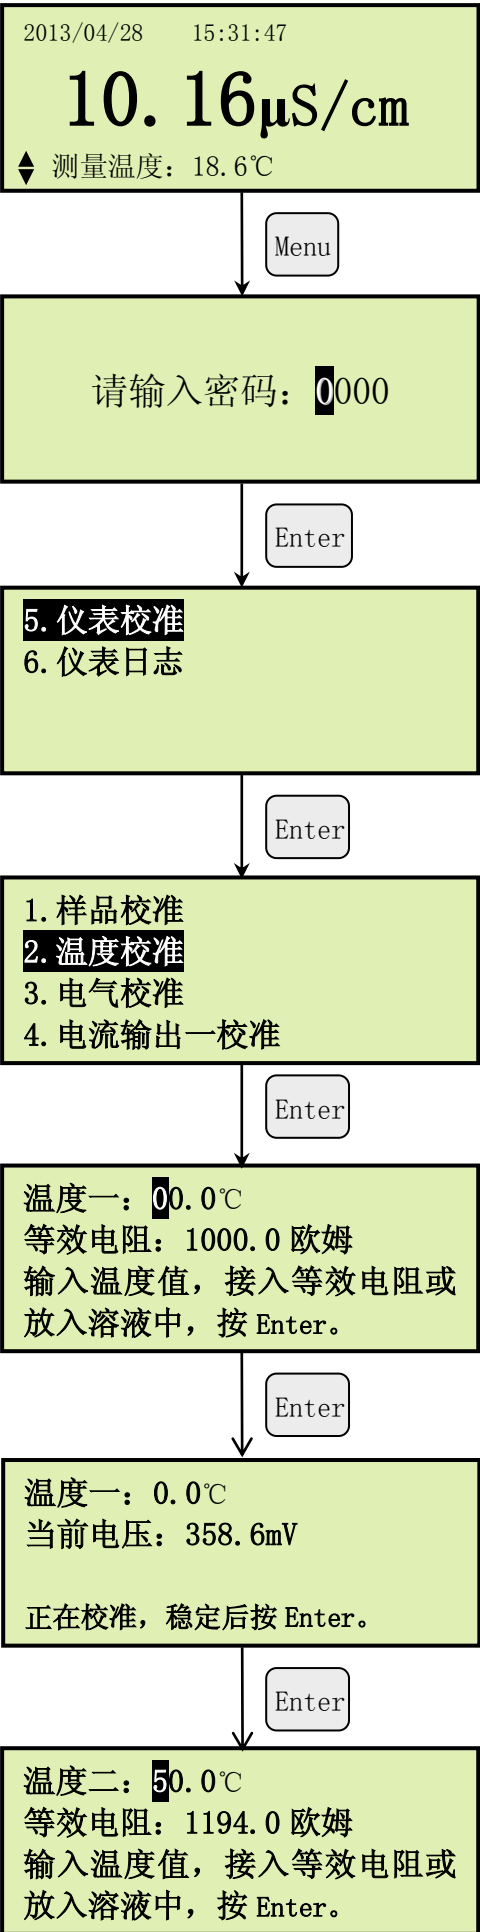 2013/04/28 15:31:47
10.16μS/cm
测量温度：18.6℃
Menu
请输入密码：0000
Enter
5.仪表校准
6.仪表日志
Enter
1.样品校准
2.温度校准
3.电气校准
4.电流输出一校准
Enter
温度一：00.0℃
等效电阻：1000.0欧姆
输入温度值，接入等效电阻或
放入溶液中，按Enter。
Enter
温度一：0.0℃
当前电压：358.6mV
正在校准，稳定后按Enter。
Enter
温度二：50.0℃
等效电阻：1194.0欧姆
输入温度值，接入等效电阻或
放入溶液中，按Enter。